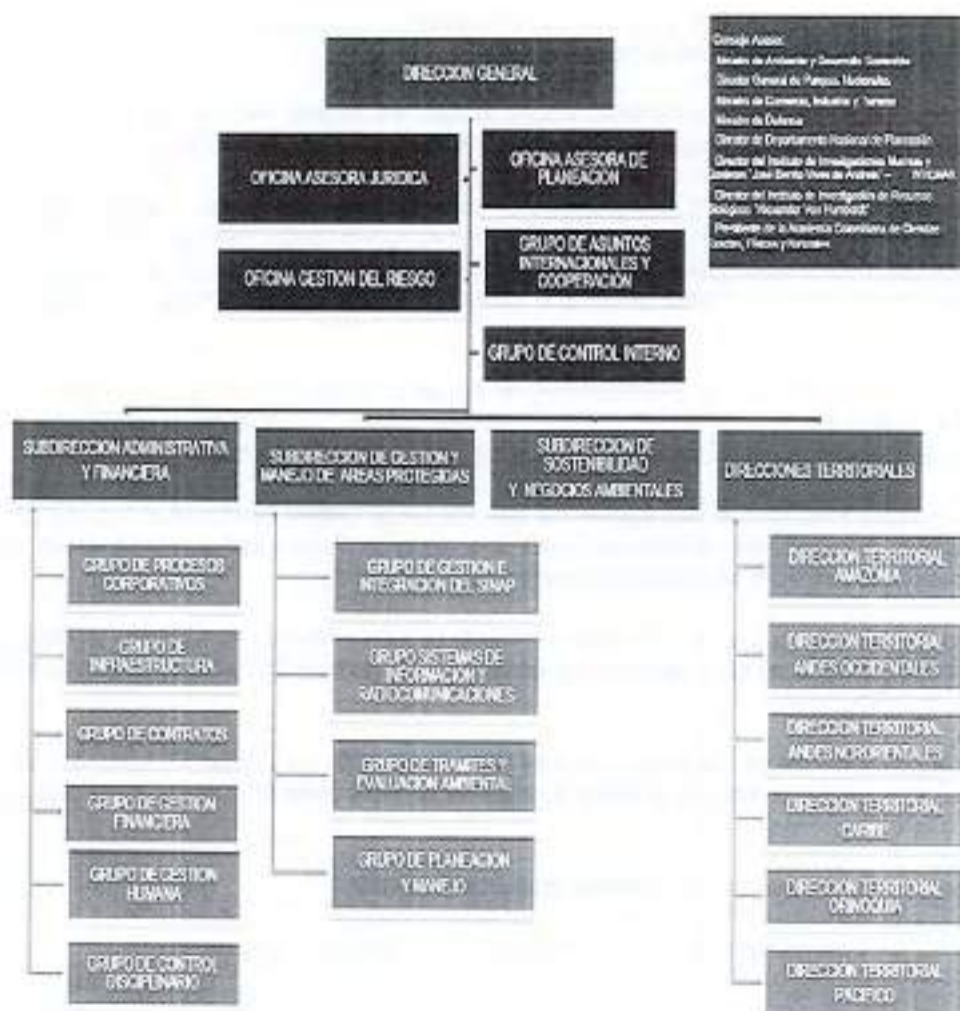 DIRECCION GENERAL
Consejo Asesor:
Ministro de Ambiente y Desarrollo Sostenible
Director General de Parques Nacionales
Ministro de Comercio, Industria y Turismo
Ministro de Defensa
Director de Departamento Nacional de Planeación
Director del Instituto de Investigaciones Marinas y
Costeras "José Benito Vives de Andréis" – INVEMAR
Director del Instituto de Investigación de Recursos
Biológicos "Alexander Von Humboldt"
Presidente de la Academia Colombiana de Ciencias
Exactas, Físicas y Naturales
OFICINA ASESORA JURIDICA
OFICINA ASESORA DE
PLANEACION
OFICINA GESTION DEL RIESGO
GRUPO DE ASUNTOS
INTERNACIONALES Y
COOPERACIÓN
GRUPO DE CONTROL INTERNO
SUBDIRECCION ADMINISTRATIVA
Y FINANCIERA
SUBDIRECCION DE GESTION Y
MANEJO DE AREAS PROTEGIDAS
SUBDIRECCION DE
SOSTENIBILIDAD
Y NEGOCIOS AMBIENTALES
DIRECCIONES TERRITORIALES
GRUPO DE PROCESOS
CORPORATIVOS
GRUPO DE
INFRAESTRUCTURA
GRUPO DE CONTRATOS
GRUPO DE GESTION
FINANCIERA
GRUPO DE GESTION
HUMANA
GRUPO DE CONTROL
DISCIPLINARIO
GRUPO DE GESTION E
INTEGRACION DEL SINAP
GRUPO SISTEMAS DE
INFORMACION Y
RADIOCOMUNICACIONES
GRUPO DE TRAMITES Y
EVALUACION AMBIENTAL
GRUPO DE PLANEACION
Y MANEJO
DIRECCION TERRITORIAL
AMAZONIA
DIRECCION TERRITORIAL
ANDES OCCIDENTALES
DIRECCION TERRITORIAL
ANDES NORORIENTALES
DIRECCION TERRITORIAL
CARIBE
DIRECCION TERRITORIAL
ORINOQUIA
DIRECCIÓN TERRITORIAL
PACIFICO